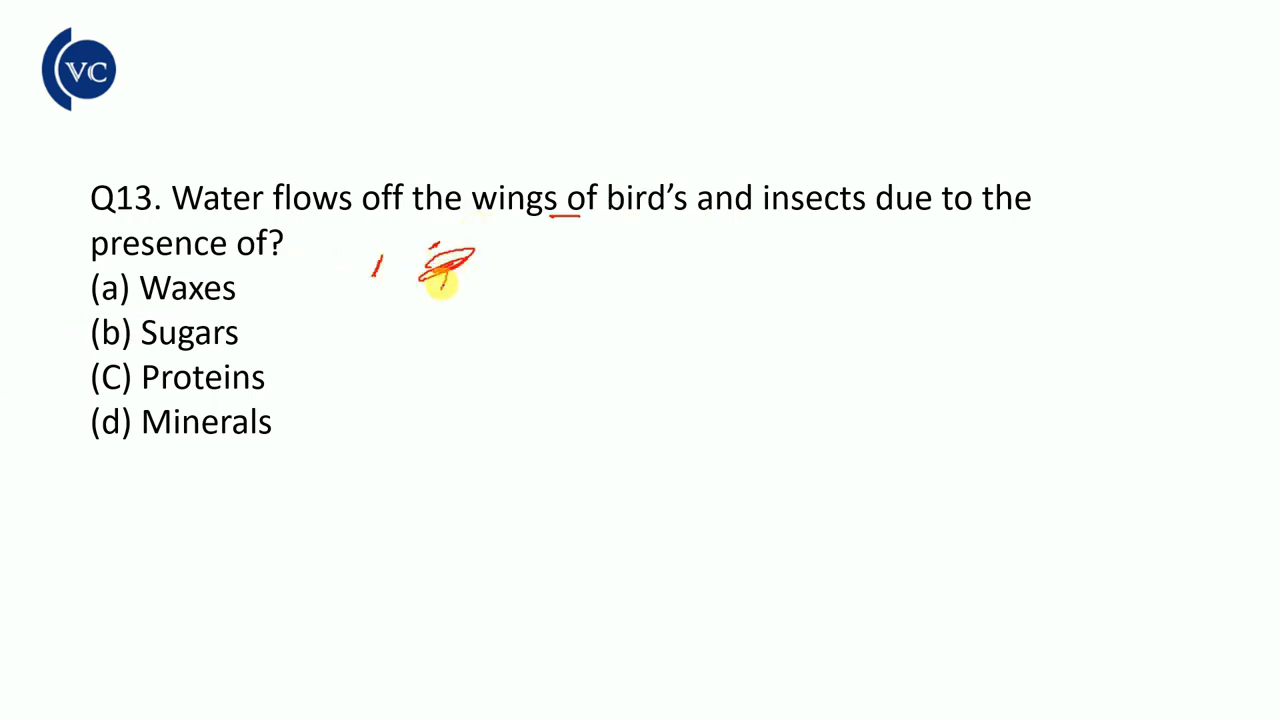 VC
Q13. Water flows off the wings of bird’s and insects due to the
presence of?
(a) Waxes
(b) Sugars
(C) Proteins
(d) Minerals